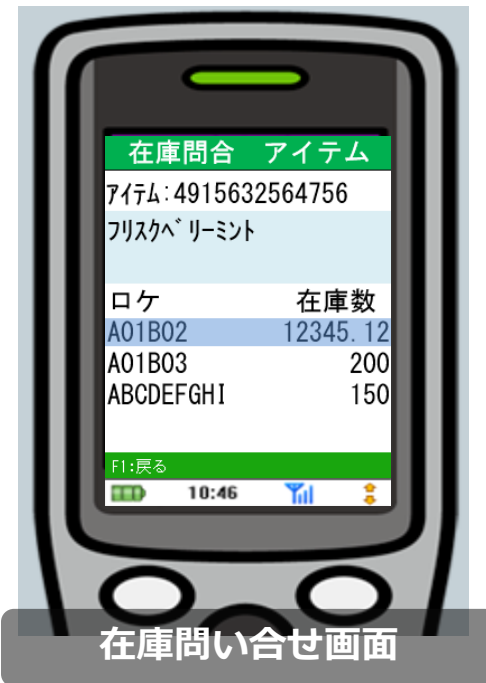 在庫問合　アイテム
ｱｲﾃﾑ:4915632564756
ﾌﾘｽｸﾍﾞﾘｰﾐﾝﾄ
ロケ　在庫数
A01B02　12345.12
A01B03　200
ABCDEFGHI　150
F1:戻る
10:46
在庫問い合せ画面